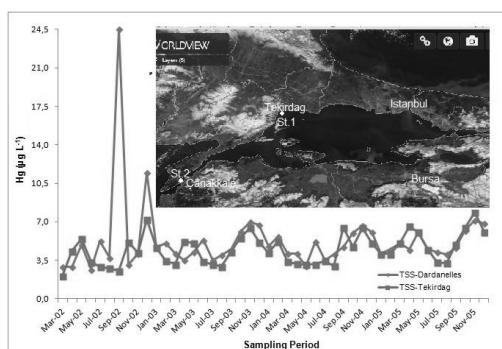 24,5
21,0
17,5
14,0
10,5
7,0
3,5
0,0
Hg (µg L-1)
WORLDVIEW
Layers (5)
Istanbul
Tekirdag
St.1
St.2
Çanakkale
Bursa
TSS-Dardanelles
TSS-Tekirdag
Mar-02
May-02
Jul-02
Sep-02
Nov-02
Jan-03
Mar-03
May-03
Jul-03
Sep-03
Nov-03
Jan-04
Mar-04
May-04
Jul-04
Sep-04
Nov-04
Jan-05
Mar-05
May-05
Jul-05
Sep-05
Nov-05
Sampling Period